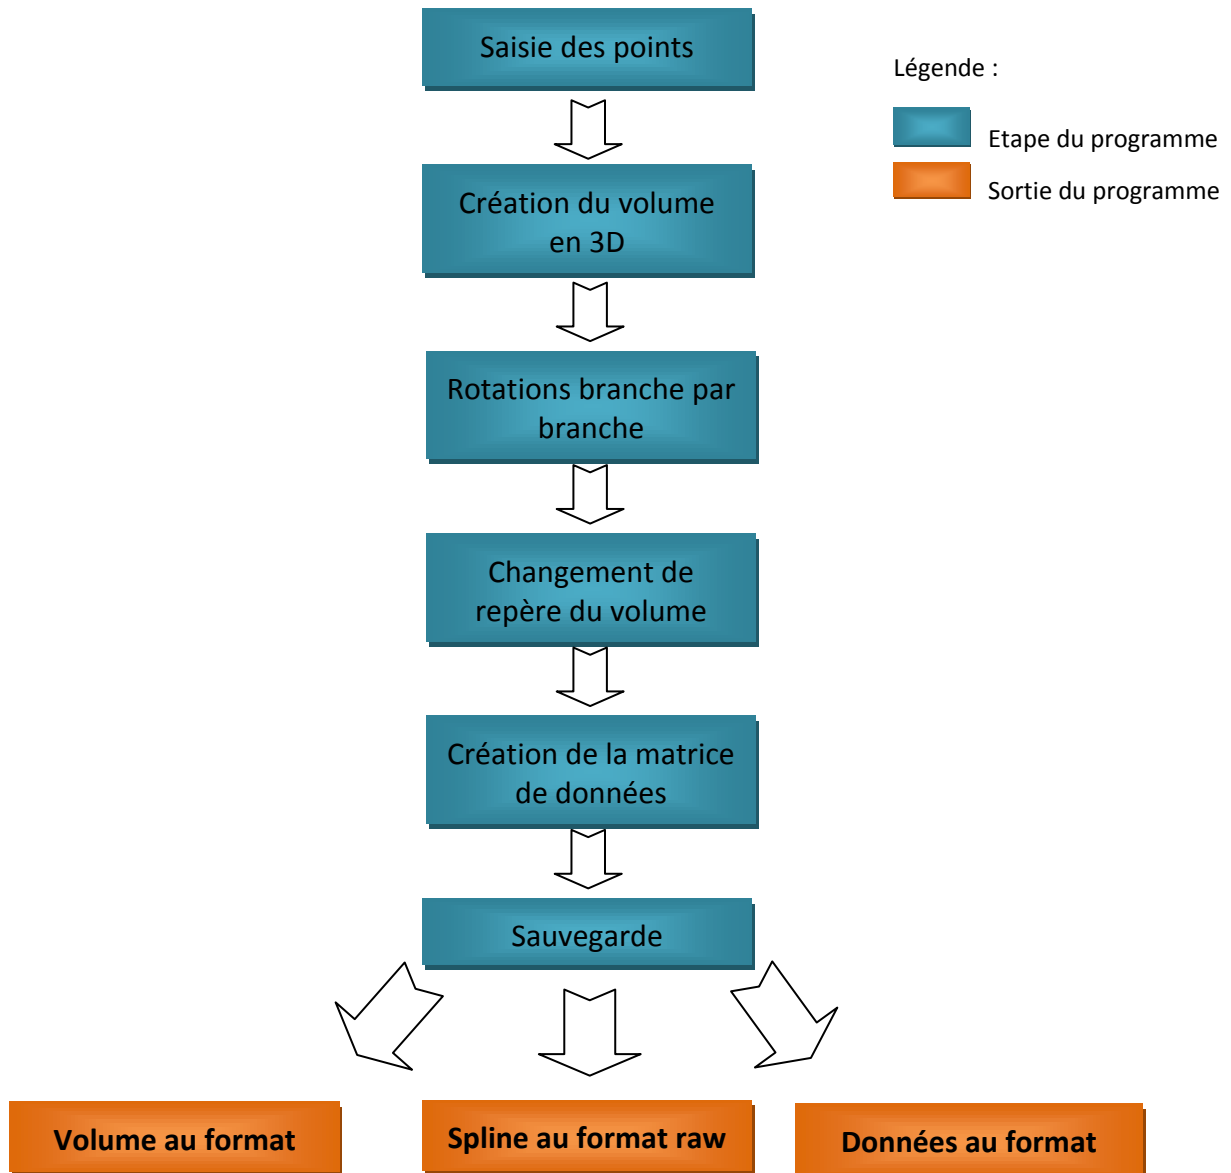 Saisie des points
Légende :
Etape du programme
Sortie du programme
Création du volume
en 3D
Rotations branche par
branche
Changement de
repère du volume
Création de la matrice
de données
Sauvegarde
Volume au format
Spline au format raw
Données au format